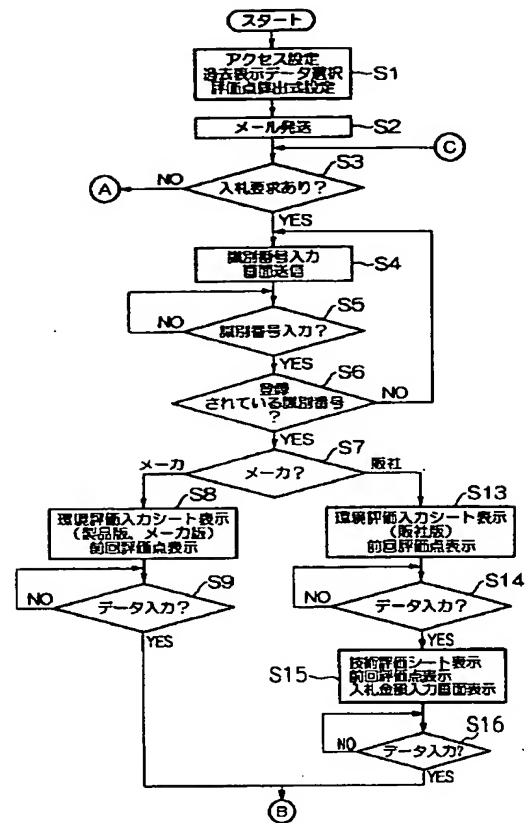 スタート
アクセス設定
過去表示データ選択
評価点算出式設定
S1
メール発送
S2
C
S3
入札要求あり?
NO
A
YES
識別番号入力
画面送信
S4
S5
識別番号入力?
NO
YES
S6
登録
されている識別番号
?
NO
YES
S7
メーカ
メーカ?
販社
S8
環境評価入力シート表示
(製品版、メーカ版)
前回評価点表示
S13
環境評価入力シート表示
(販社版)
前回評価点表示
S9
データ入力?
NO
YES
S14
データ入力?
NO
YES
S15
技術評価シート表示
前回評価点表示
入札金額入力画面表示
S16
データ入力?
NO
YES
B